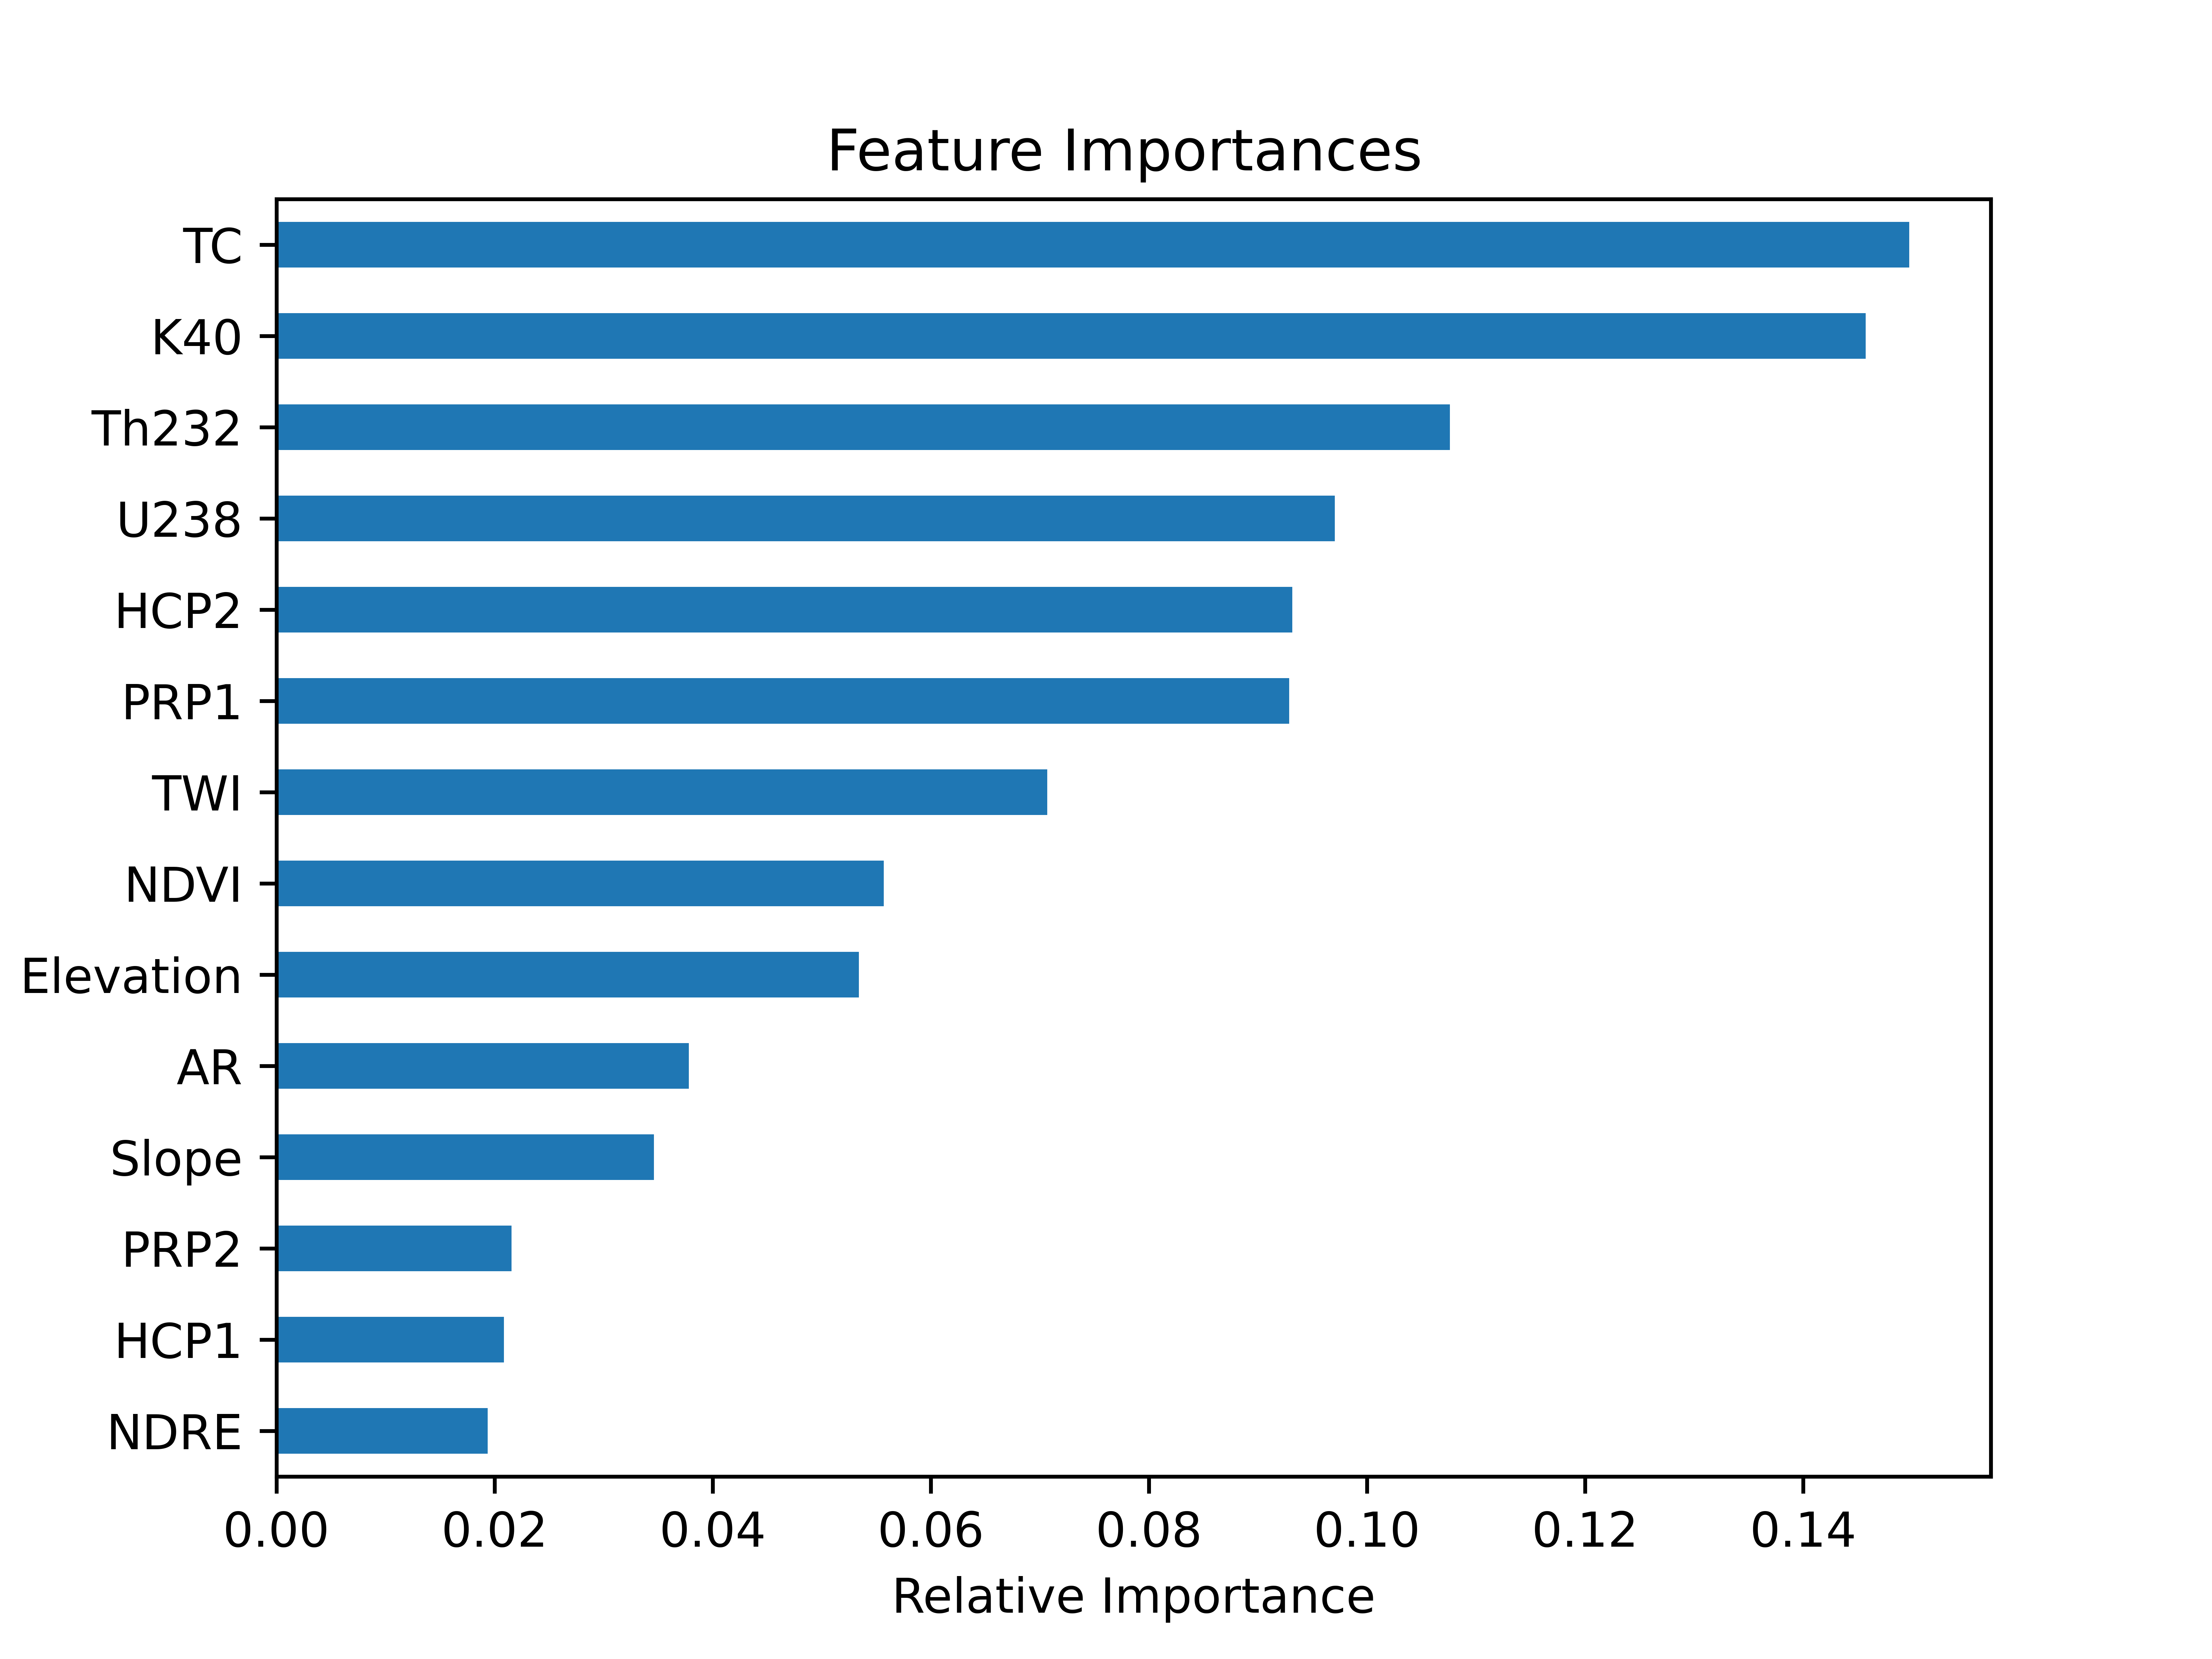 Feature Importances
TC
K40
Th232
U238
HCP2
PRP1
TWI
NDVI
Elevation
AR
Slope
PRP2
HCP1
NDRE
0.00 0.02 0.04 0.06 0.08 0.10 0.12 0.14
Relative Importance